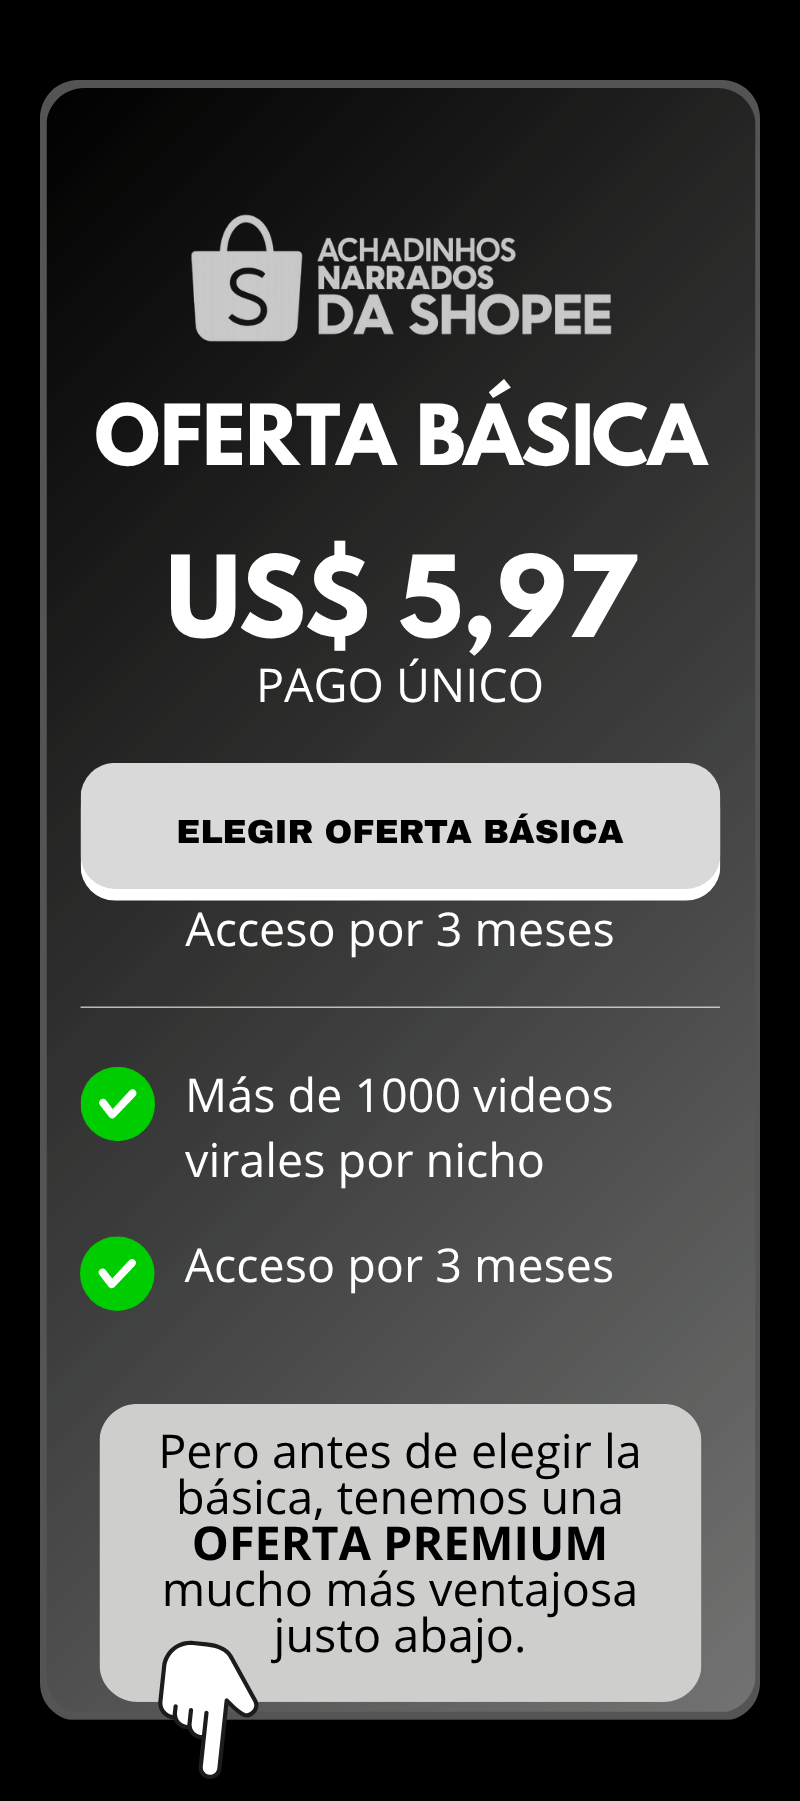 S
ACHADINHOS
NARRADOS
DA SHOPEE
OFERTA BÁSICA
US$ 5,97
PAGO ÚNICO
ELEGIR OFERTA BÁSICA
Acceso por 3 meses
Más de 1000 videos
virales por nicho
Acceso por 3 meses
Pero antes de elegir la
básica, tenemos una
OFERTA PREMIUM
mucho más ventajosa
justo abajo.